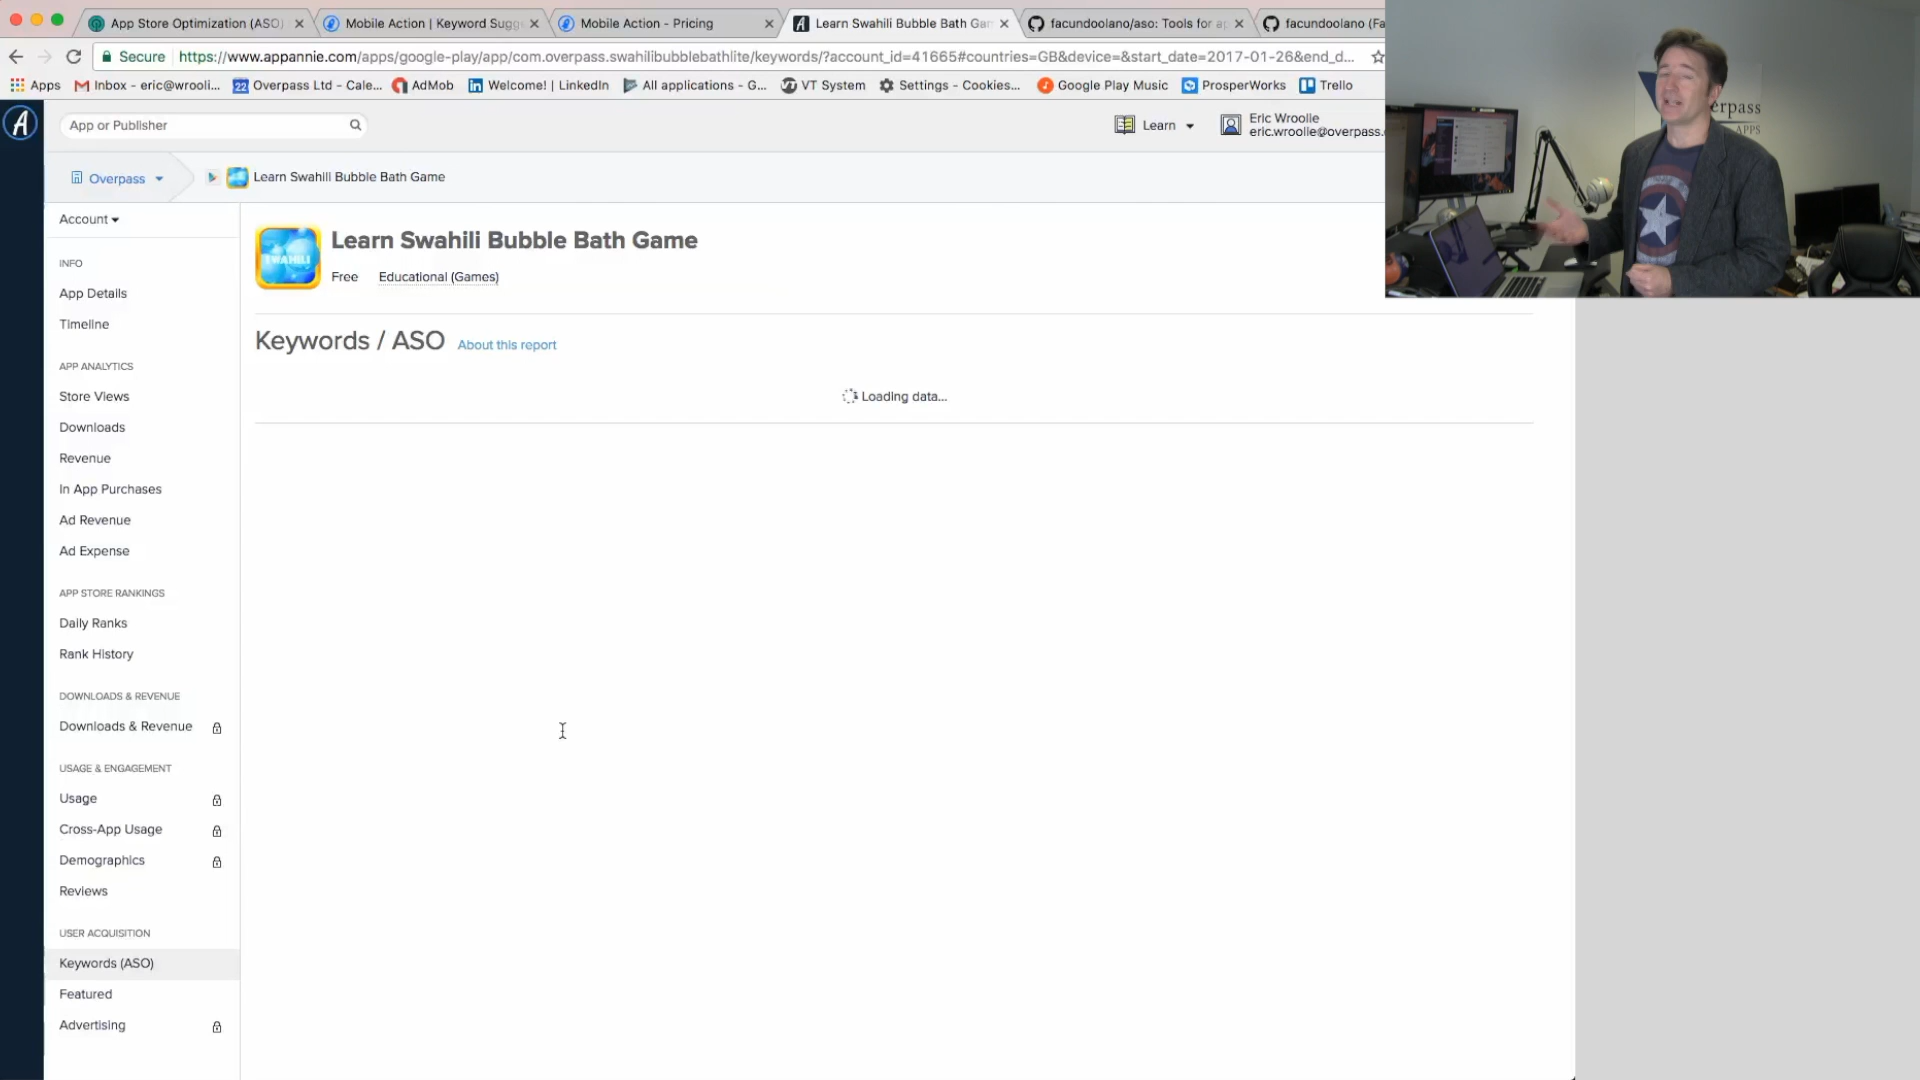 App Store Optimization (ASO)
Mobile Action | Keyword Sugg
Mobile Action - Pricing
Learn Swahili Bubble Bath Gam
facundoolano/aso: Tools for ap
facundoolano (Fa
Secure
https://www.appannie.com/apps/google-play/app/com.overpass.swahilibubblebathlite/keywords/?account_id=41665#countries=GB&device=&start_date=2017-01-26&end_d...
Apps
Inbox - eric@wrooli...
22 Overpass Ltd - Cale...
AdMob
Welcome! | LinkedIn
All applications - G...
VT System
Settings - Cookies...
Google Play Music
ProsperWorks
Trello
App or Publisher
Learn
Eric Wroolie
eric.wroolie@overpass.
erpass
APPS
Overpass
Learn Swahili Bubble Bath Game
Account
SWAHILI
Learn Swahili Bubble Bath Game
Free Educational (Games)
Keywords / ASO About this report
Loading data...
INFO
App Details
Timeline
APP ANALYTICS
Store Views
Downloads
Revenue
In App Purchases
Ad Revenue
Ad Expense
APP STORE RANKINGS
Daily Ranks
Rank History
DOWNLOADS & REVENUE
Downloads & Revenue
USAGE & ENGAGEMENT
Usage
Cross-App Usage
Demographics
Reviews
USER ACQUISITION
Keywords (ASO)
Featured
Advertising